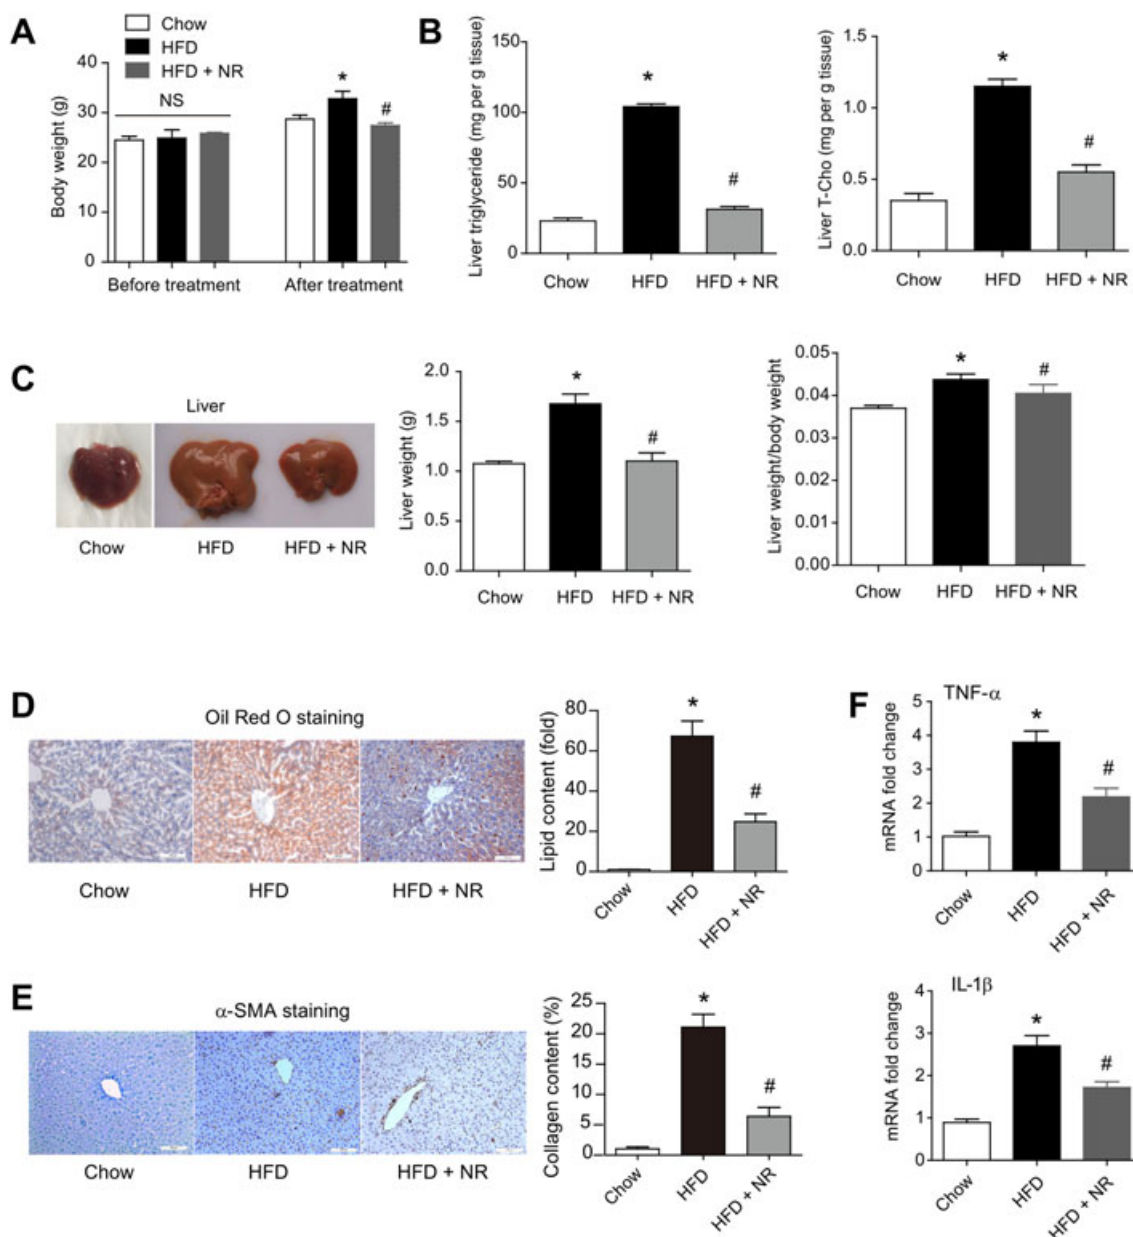 A
Chow
HFD
HFD + NR
Body weight (g)
40
30
20
10
0
NS
*
#
Before treatment
After treatment
B
Liver triglyceride (mg per g tissue)
150
100
50
0
*
#
Chow
HFD
HFD + NR
Liver T-Cho (mg per g tissue)
1.5
1.0
0.5
0.0
*
#
Chow
HFD
HFD + NR
C
Liver
Chow
HFD
HFD + NR
Liver weight (g)
2.0
1.5
1.0
0.5
0.0
*
#
Chow
HFD
HFD + NR
Liver weight/body weight
0.05
0.04
0.03
0.02
0.01
0.00
*
#
Chow
HFD
HFD + NR
D
Oil Red O staining
Chow
HFD
HFD + NR
Lipid content (fold)
80
60
40
20
0
*
#
Chow
HFD
HFD + NR
E
α-SMA staining
Chow
HFD
HFD + NR
Collagen content (%)
25
20
15
10
5
0
*
#
Chow
HFD
HFD + NR
F
TNF-α
mRNA fold change
5
4
3
2
1
0
*
#
Chow
HFD
HFD + NR
IL-1β
mRNA fold change
4
3
2
1
0
*
#
Chow
HFD
HFD + NR